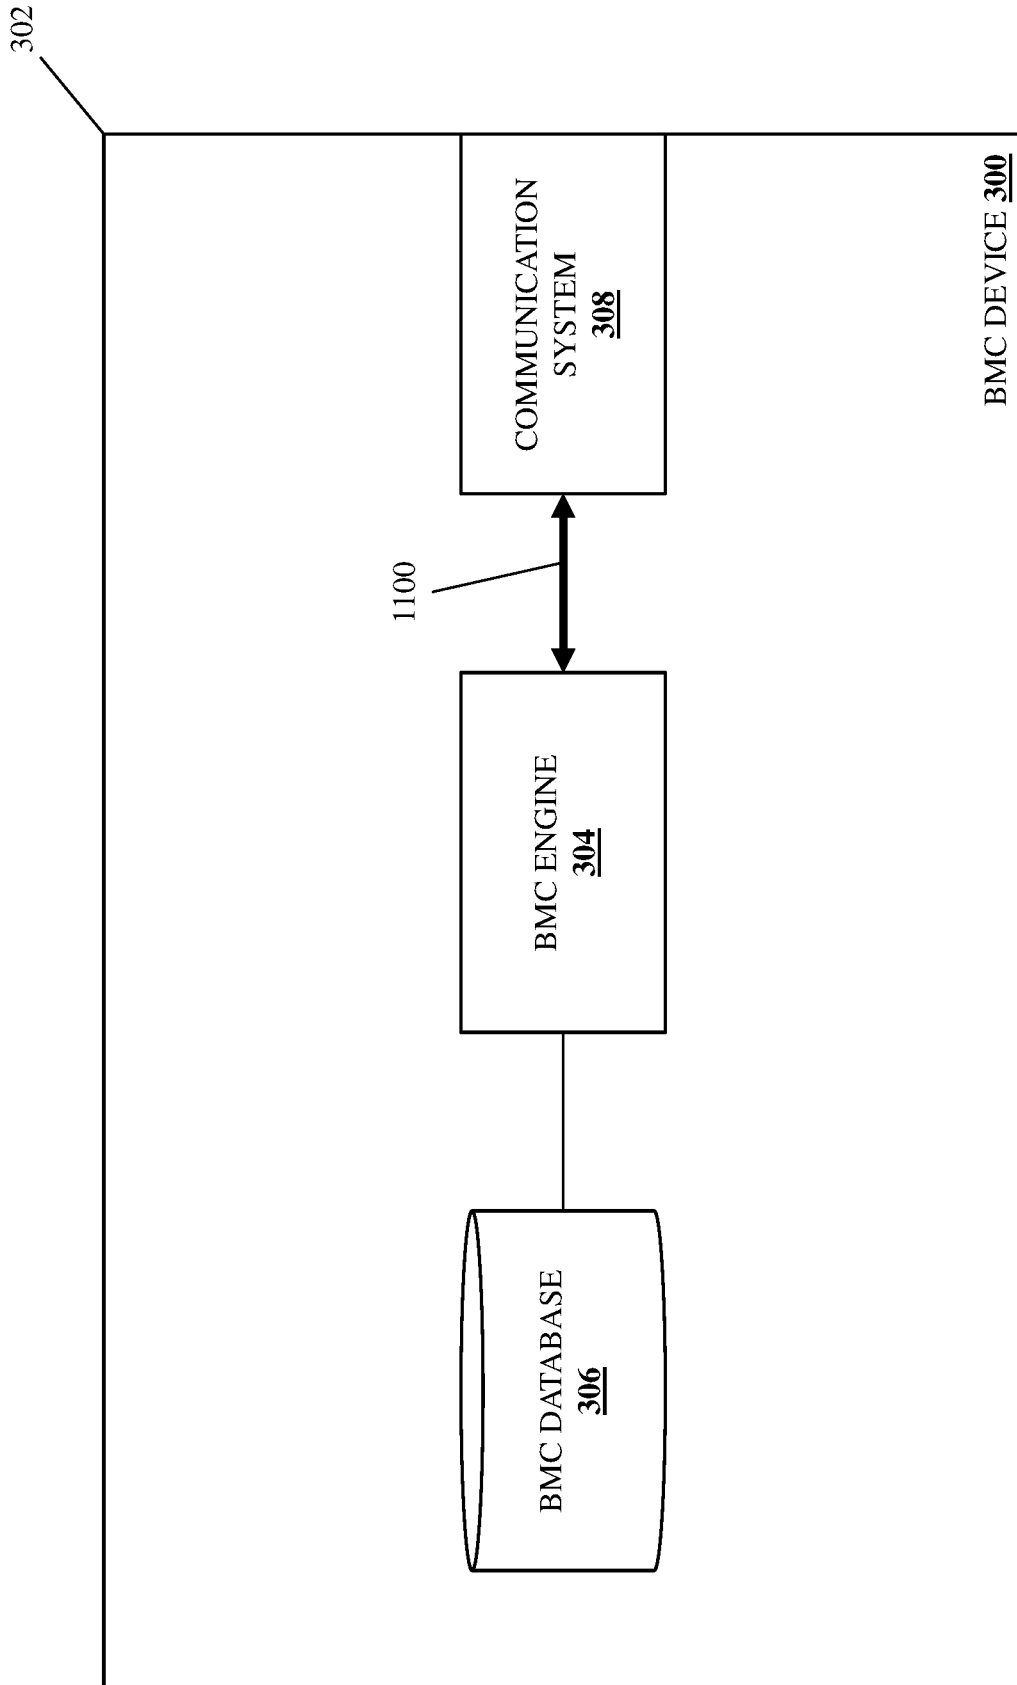 302
BMC DATABASE
306
BMC ENGINE
304
1100
COMMUNICATION
SYSTEM
308
BMC DEVICE 300